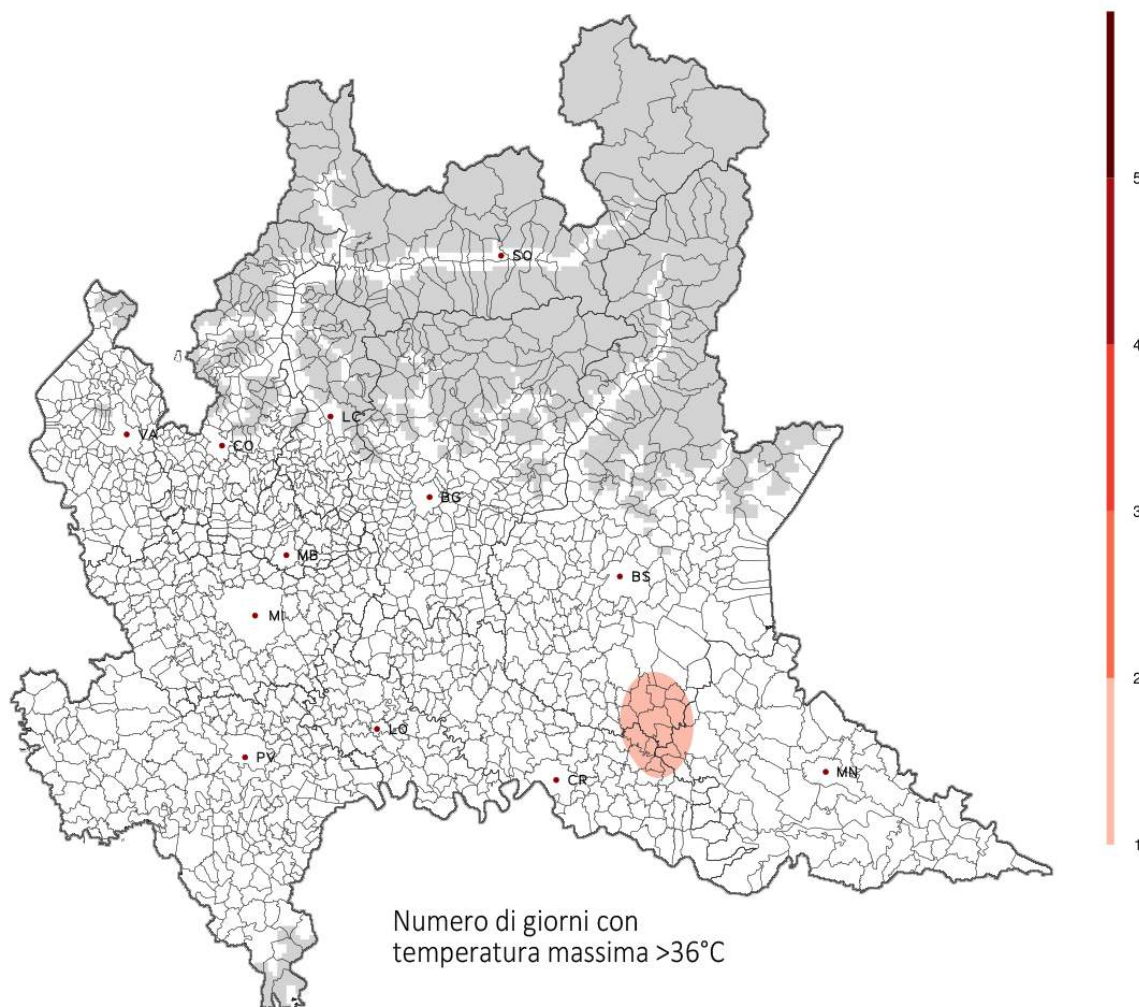 5
SO
4
LC
VA
CO
BG
3
MB
BS
MI
2
LO
PV
MN
CR
1
Numero di giorni con
temperatura massima >36°C